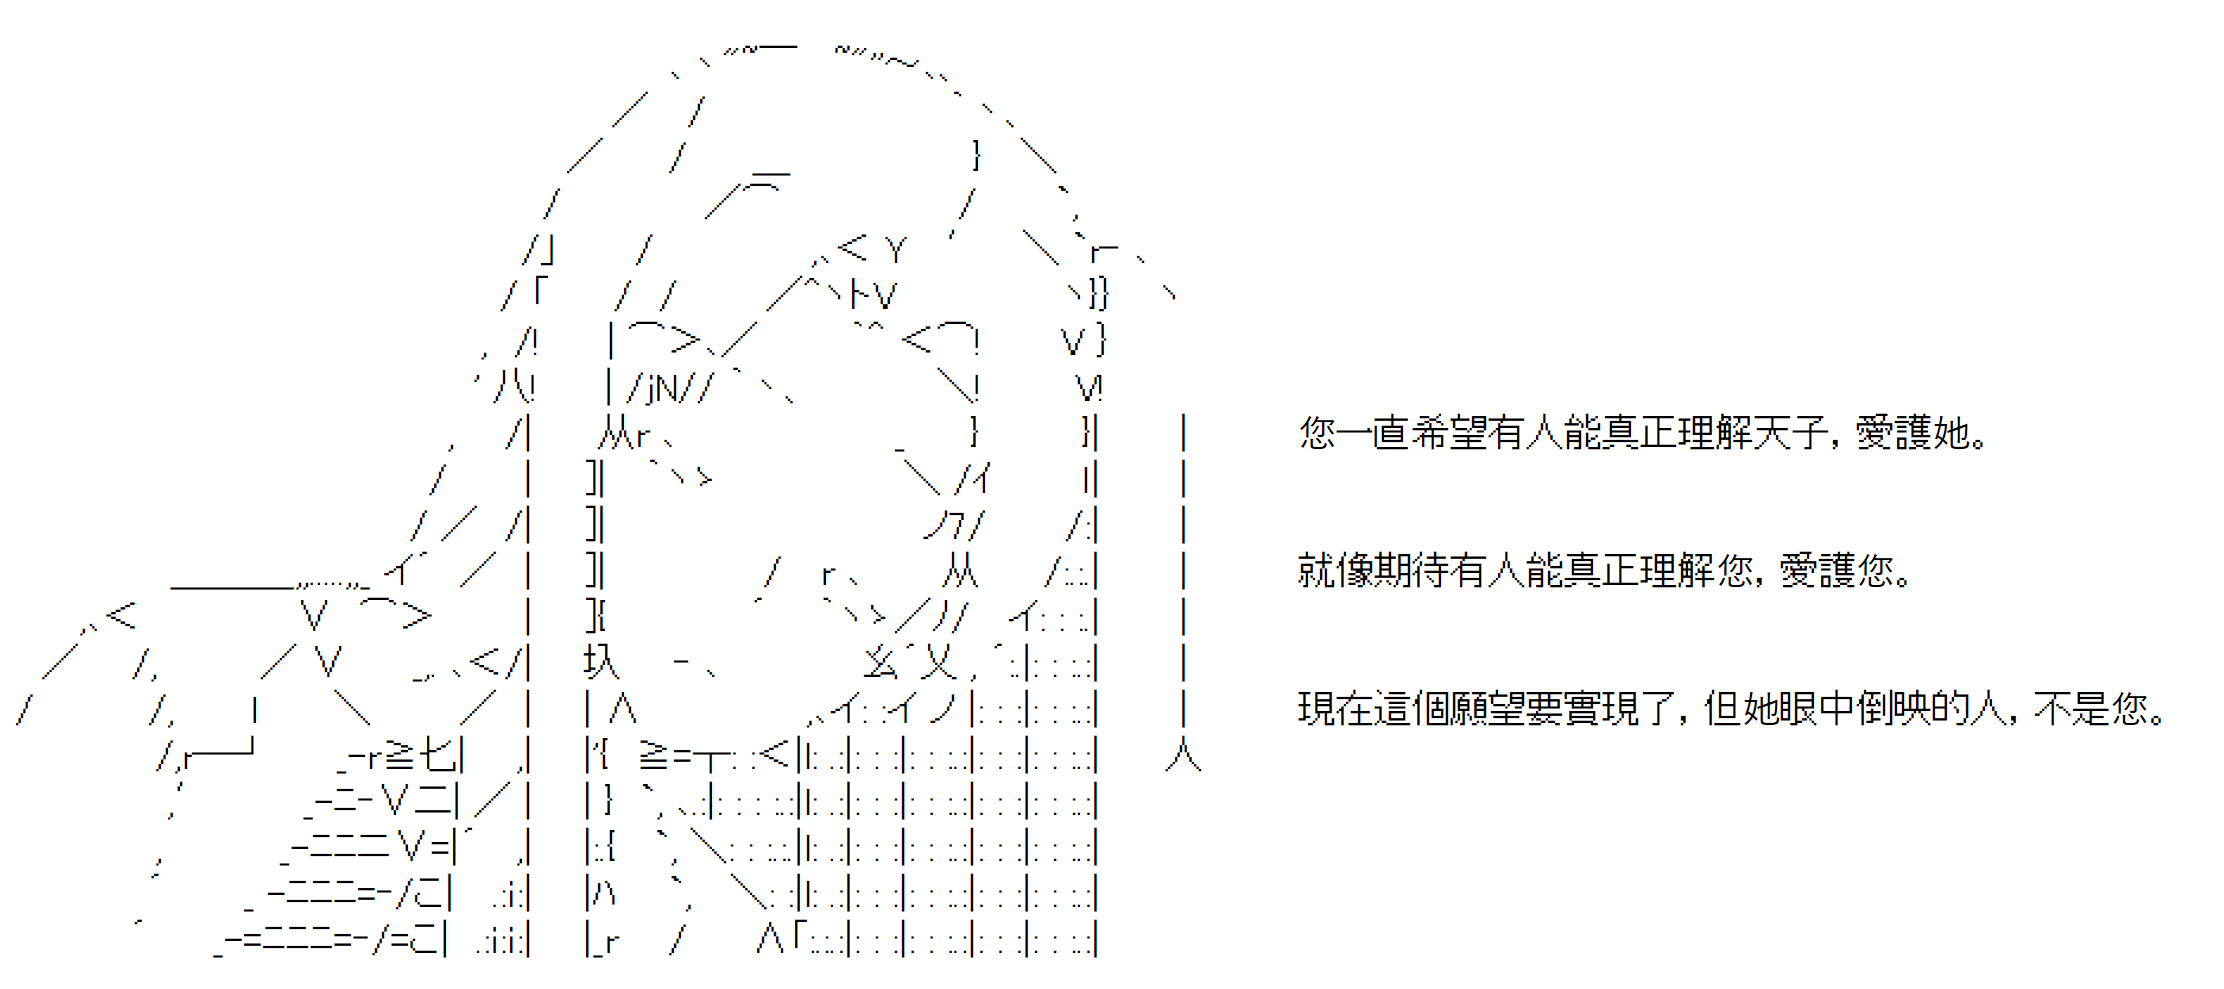 您一直希望有人能真正理解天子，愛護她。
就像期待有人能真正理解您，愛護您。
現在這個願望要實現了，但她眼中倒映的人，不是您。